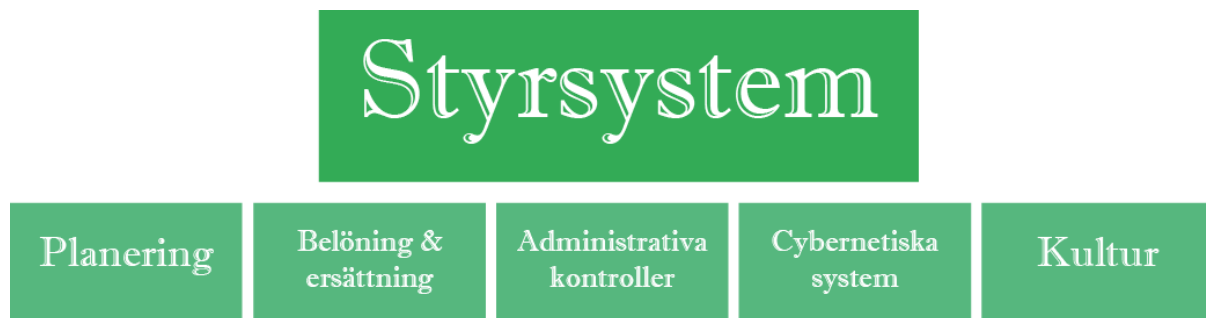 Styrsystem
Planering
Belöning &
ersättning
Administrativa
kontroller
Cybernetiska
system
Kultur